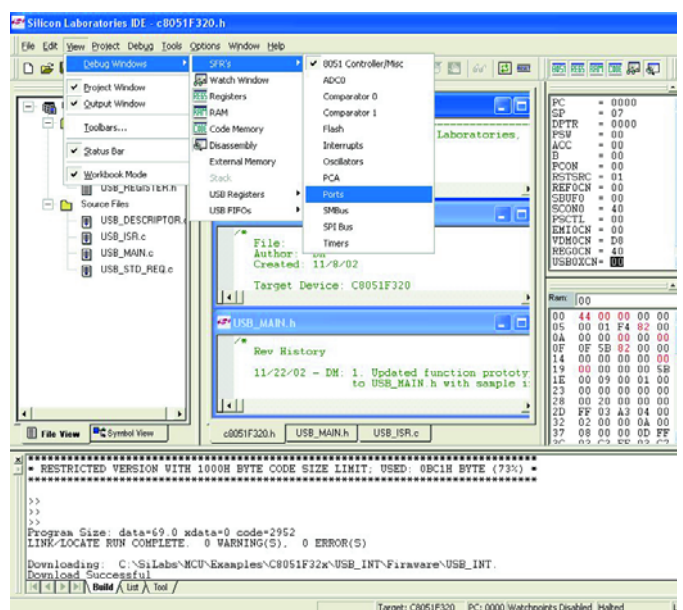 Silicon Laboratories IDE - c8051F320.h
File Edit View Project Debug Tools Options Window Help
Debug Windows
Project Window
Output Window
Toolbars...
Status Bar
Workbook Mode
SFR's
Watch Window
Registers
RAM
Code Memory
Disassembly
External Memory
Stack
USB Registers
USB FIFOs
8051 Controller/Misc
ADC0
Comparator 0
Comparator 1
Flash
Interrupts
Oscillators
PCA
Ports
SMBus
SPI Bus
Timers
USB_REGISTER.h
Source Files
USB_DESCRIPTOR.c
USB_ISR.c
USB_MAIN.c
USB_STD_REQ.c
File View
Symbol View
Laboratories,
/*
File:
Author: DM
Created: 11/8/02
Target Device: C8051F320
USB_MAIN.h
/*
Rev History
11/22/02 - DM: 1. Updated function prototy
to USB_MAIN.h with sample i
c8051F320.h USB_MAIN.h USB_ISR.c
PC = 0000
SP = 07
DPTR = 0000
PSW = 00
ACC = 00
B = 00
PCON = 00
RSTSRC = 01
REF0CN = 00
SBUF0 = 00
SCON0 = 40
PSCTL = 00
EMI0CN = 00
VDM0CN = D8
REG0CN = 40
USB0XCN= 00
Ram: 00
00 44 00 00 00 00
05 00 01 F4 82 00
0A 00 00 00 00 00
0F 0F 5B 82 00 00
14 00 00 00 00 00
19 00 00 00 00 5B
1E 00 09 00 01 00
23 00 00 00 00 00
28 00 20 00 00 00
2D FF 03 A3 04 00
32 02 00 00 0A 00
37 08 00 00 0D FF
****
* RESTRICTED VERSION WITH 1000H BYTE CODE SIZE LIMIT; USED: 0BC1H BYTE (73%) *
****
>>
>>
>>
Program Size: data=69.0 xdata=0 code=2952
LINK/LOCATE RUN COMPLETE. 0 WARNING(S), 0 ERROR(S)
Downloading: C:\SiLabs\MCU\Examples\C8051F32x\USB_INT\Firmware\USB_INT.
Download Successful
Build List Tool
Target: C8051F320 PC: 0000 Watchpoints Disabled Halted